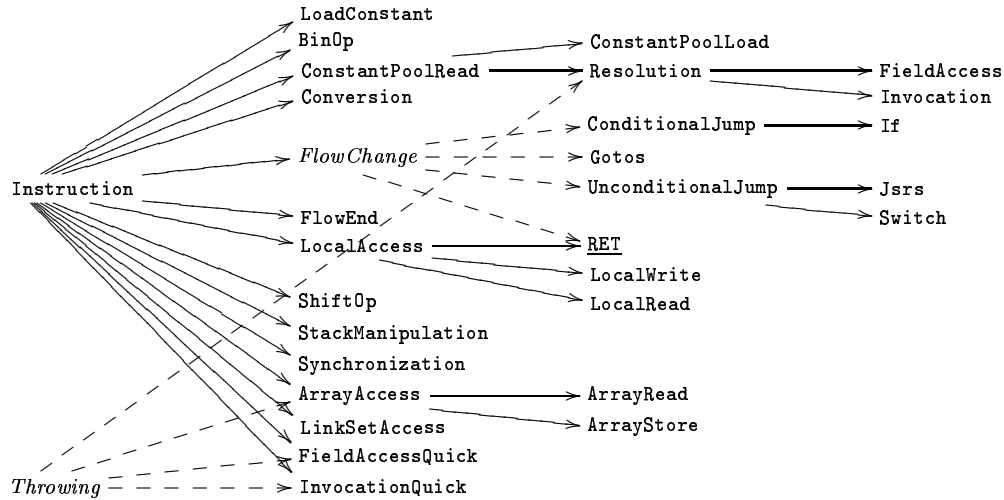 LoadConstant
BinOp
ConstantPoolLoad
ConstantPoolRead Resolution FieldAccess
Conversion Invocation
ConditionalJump If
FlowChange Gotos
Instruction UnconditionalJump Jsrs
FlowEnd Switch
LocalAccess RET
LocalWrite
ShiftOp LocalRead
StackManipulation
Synchronization
ArrayAccess ArrayRead
LinkSetAccess ArrayStore
FieldAccessQuick
Throwing InvocationQuick